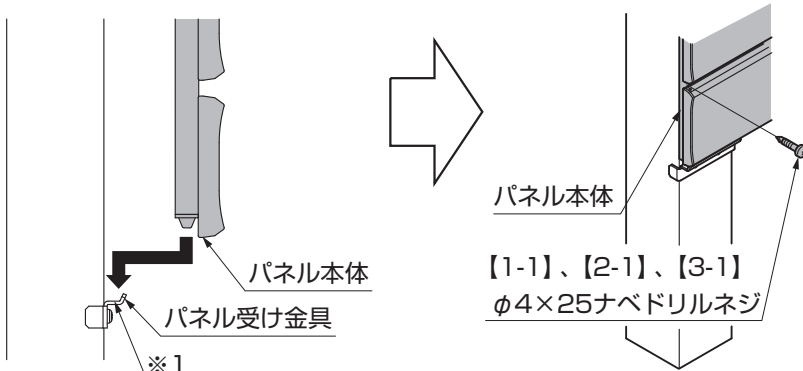 パネル本体
パネル受け金具
※1
パネル本体
【1-1】、【2-1】、【3-1】
φ4×25ナベドリルネジ